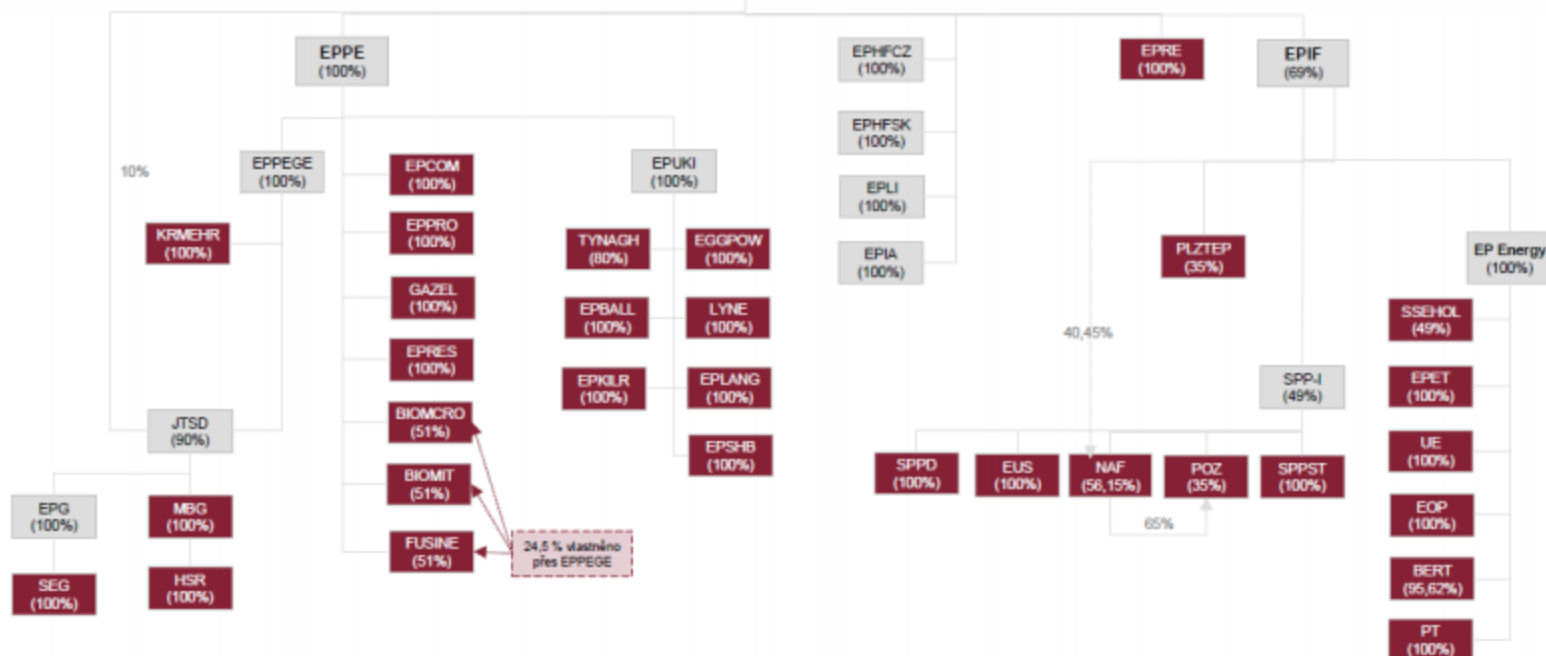 EPPE
(100%)
EPHFCZ
(100%)
EPRE
(100%)
EPIF
(69%)
EPHFSK
(100%)
10%
EPPEGE
(100%)
EPCOM
(100%)
EPUKI
(100%)
EPLI
(100%)
KRMEHR
(100%)
EPPRO
(100%)
TYNAGH
(80%)
EGGPOW
(100%)
EPIA
(100%)
PLZTEP
(35%)
EP Energy
(100%)
GAZEL
(100%)
EPBALL
(100%)
LYNE
(100%)
SSEHOL
(49%)
40,45%
EPRES
(100%)
EPKILR
(100%)
EPLANG
(100%)
SPP-I
(49%)
EPET
(100%)
JTSD
(90%)
BIOMCRO
(51%)
EPSHB
(100%)
UE
(100%)
SPPD
(100%)
EUS
(100%)
NAF
(56,15%)
POZ
(35%)
SPPST
(100%)
BIOMIT
(51%)
EPG
(100%)
MBG
(100%)
65%
EOP
(100%)
FUSINE
(51%)
24,5 % vlastněno
přes EPPEGE
SEG
(100%)
HSR
(100%)
BERT
(95,62%)
PT
(100%)